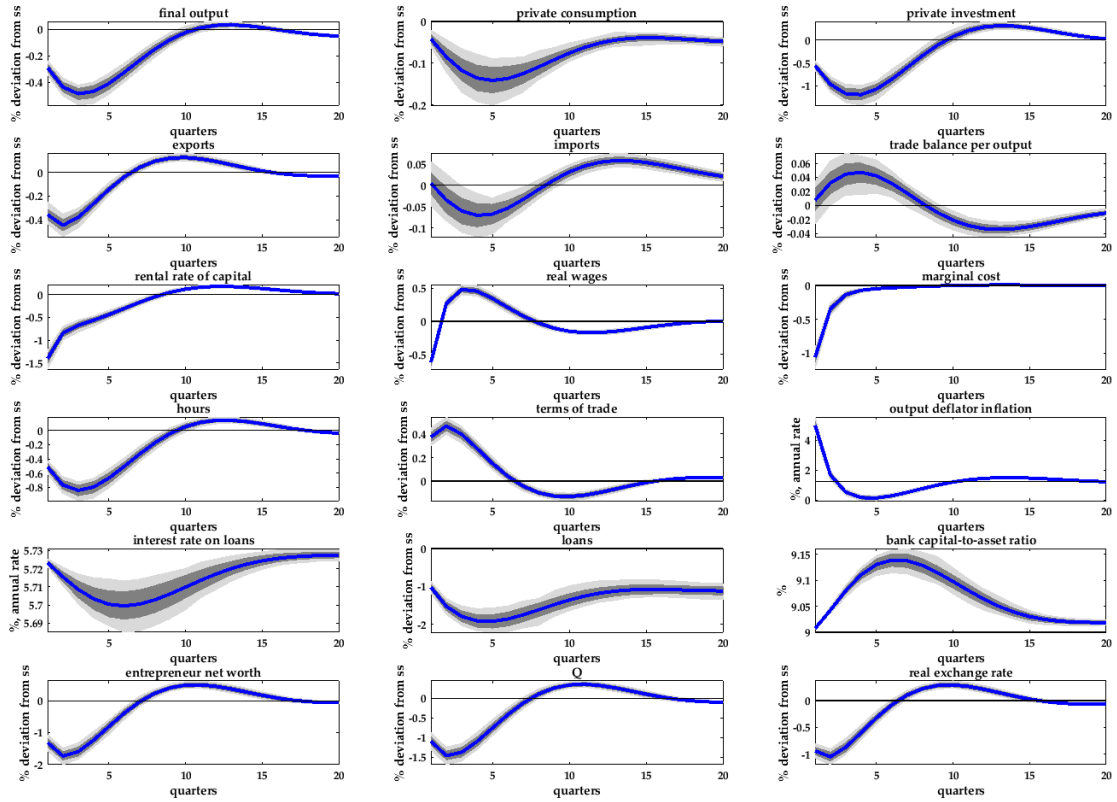 final output
% deviation from ss
0
-0.2
-0.4
5 10 15 20
quarters
private consumption
% deviation from ss
0
-0.1
-0.2
5 10 15 20
quarters
private investment
% deviation from ss
0
-1
5 10 15 20
quarters
exports
% deviation from ss
0
-0.2
-0.4
5 10 15 20
quarters
imports
% deviation from ss
0.05
0
-0.05
-0.1
5 10 15 20
quarters
trade balance per output
% deviation from ss
0.06
0.04
0.02
0
-0.02
-0.04
5 10 15 20
quarters
rental rate of capital
% deviation from ss
0
-0.5
-1
-1.5
5 10 15 20
quarters
real wages
% deviation from ss
0.5
0
-0.5
5 10 15 20
quarters
marginal cost
% deviation from ss
0
-0.5
-1
5 10 15 20
quarters
hours
% deviation from ss
0
-0.2
-0.4
-0.6
-0.8
5 10 15 20
quarters
terms of trade
% deviation from ss
0.4
0.2
0
5 10 15 20
quarters
output deflator inflation
%, annual rate
4
2
0
5 10 15 20
quarters
interest rate on loans
%, annual rate
5.73
5.72
5.71
5.7
5.69
5 10 15 20
quarters
loans
% deviation from ss
0
-1
-2
5 10 15 20
quarters
bank capital-to-asset ratio
%
9.15
9.1
9.05
9
5 10 15 20
quarters
entrepreneur net worth
% deviation from ss
0
-1
-2
5 10 15 20
quarters
Q
% deviation from ss
0
-0.5
-1
-1.5
5 10 15 20
quarters
real exchange rate
% deviation from ss
0
-0.5
-1
5 10 15 20
quarters